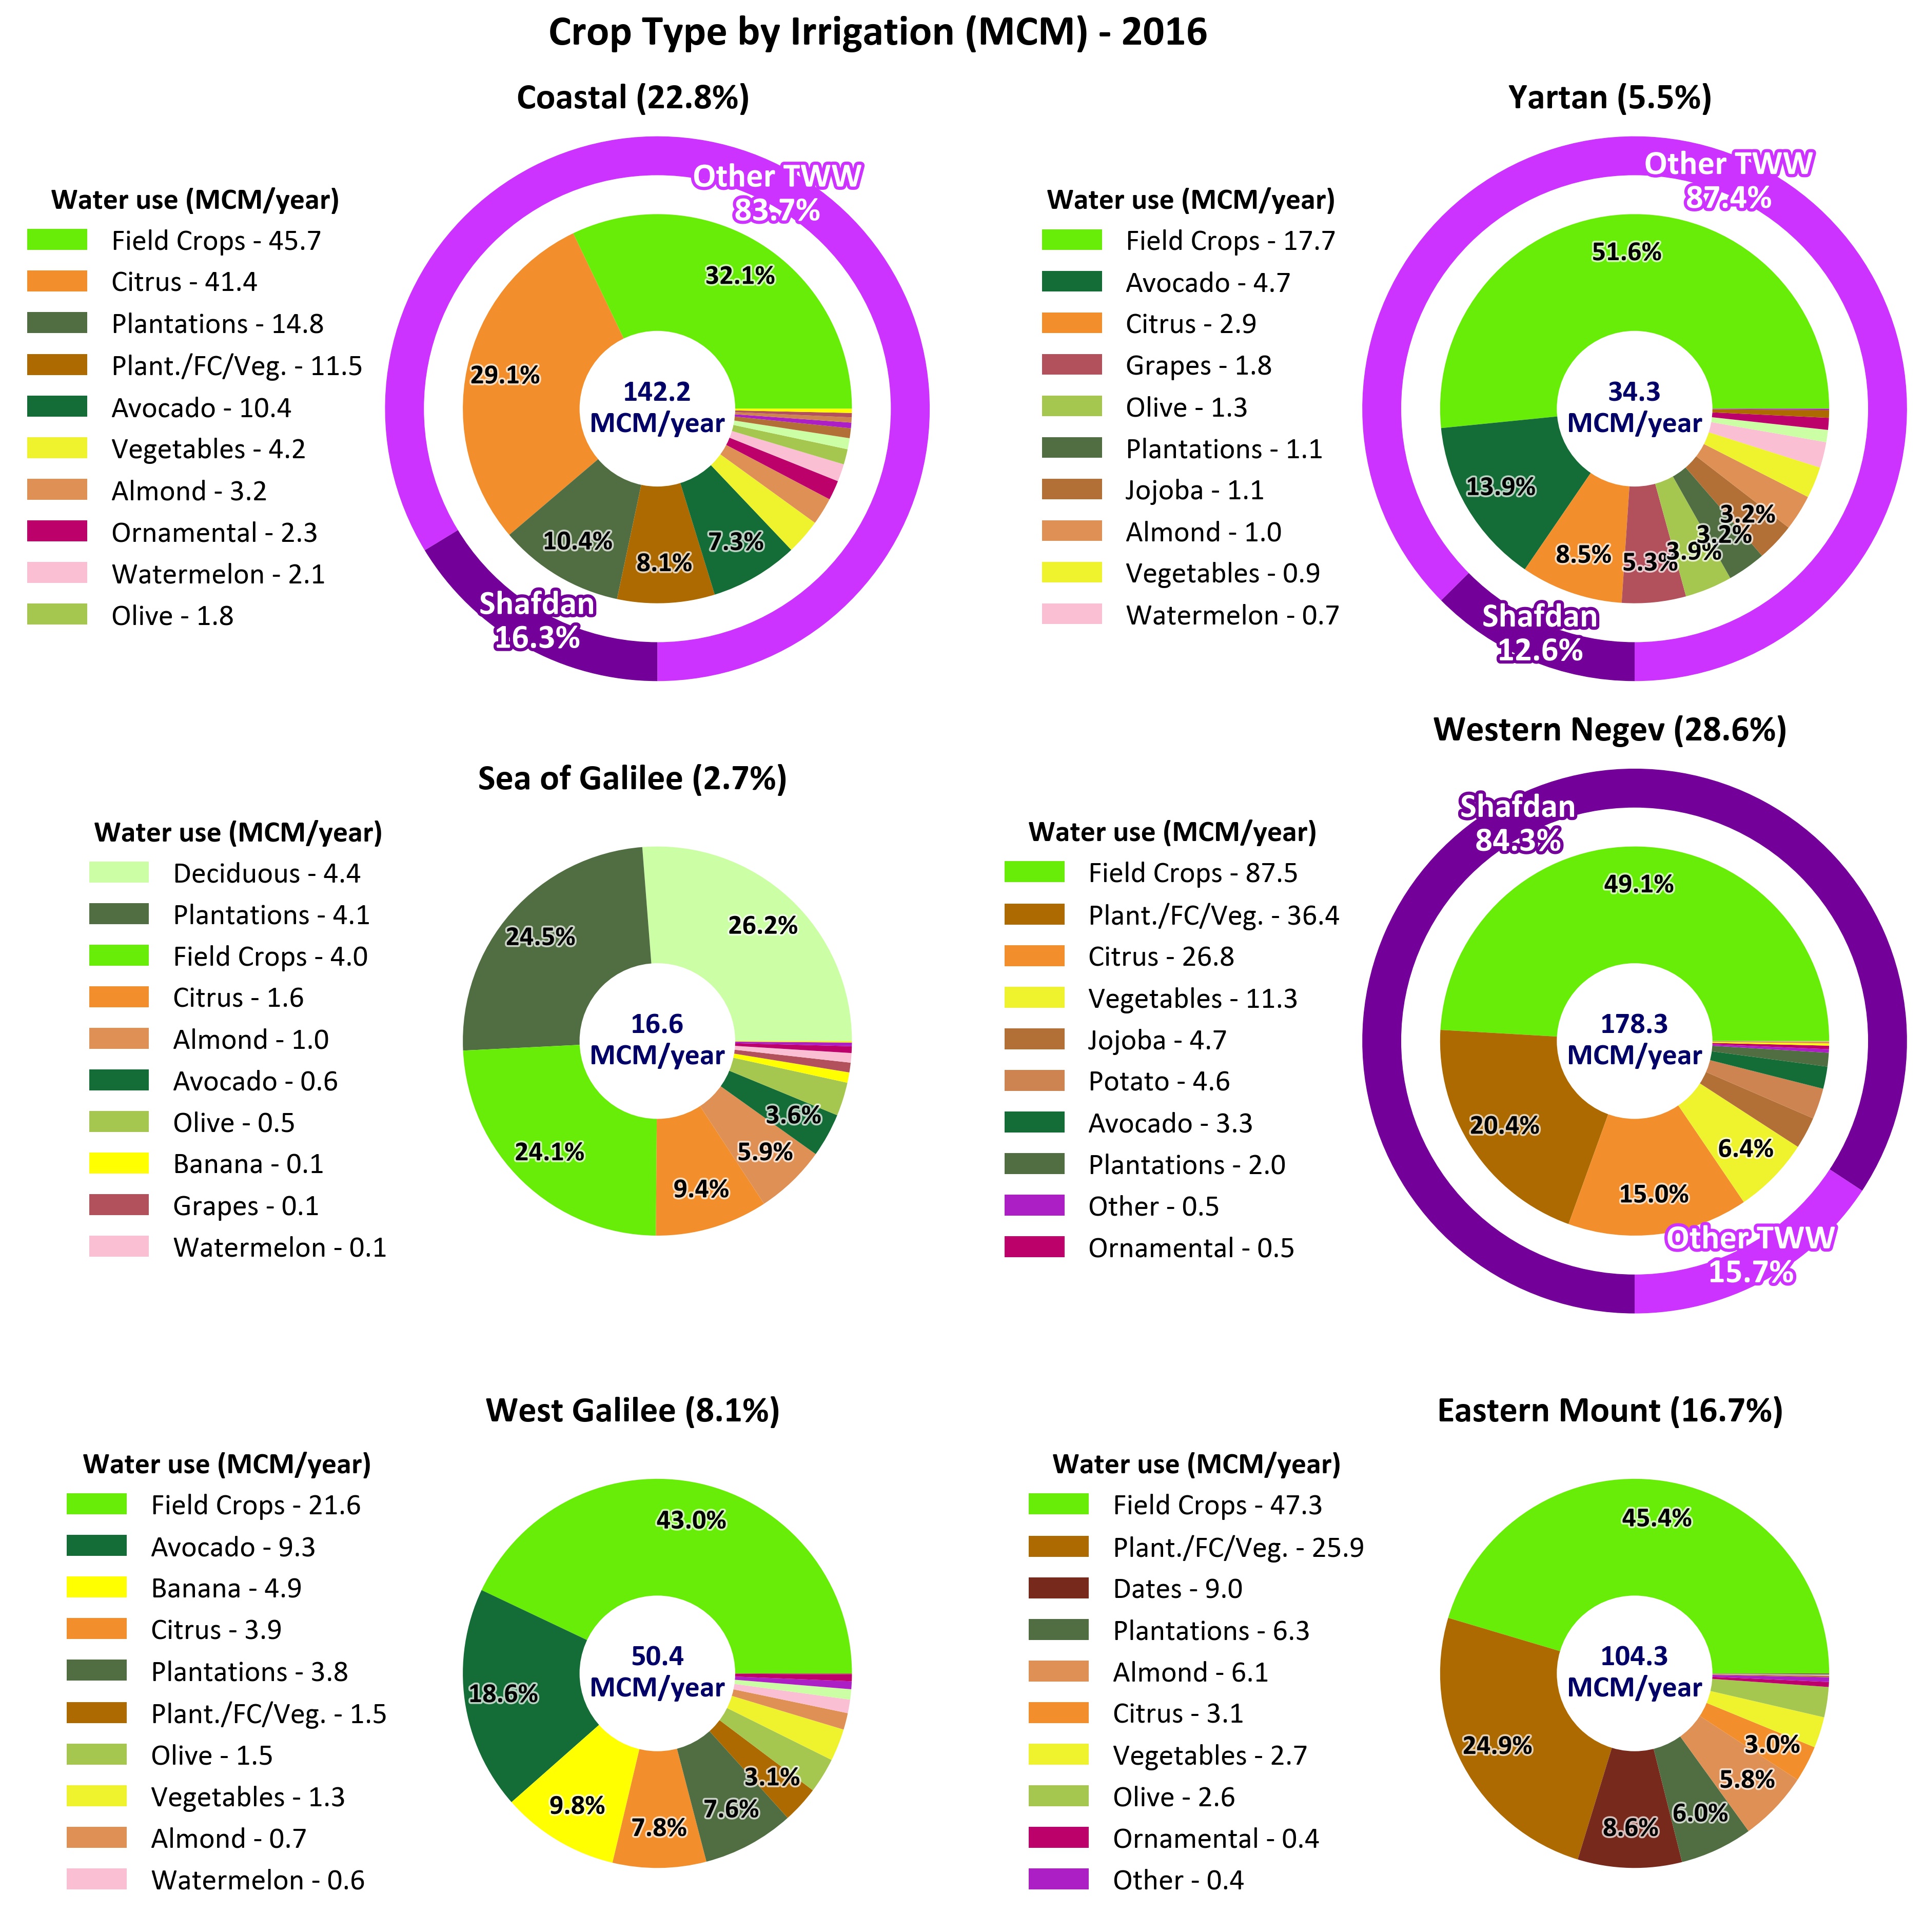 Crop Type by Irrigation (MCM) - 2016
Coastal (22.8%)
Water use (MCM/year)
Field Crops - 45.7
Citrus - 41.4
Plantations - 14.8
Plant./FC/Veg. - 11.5
Avocado - 10.4
Vegetables - 4.2
Almond - 3.2
Ornamental - 2.3
Watermelon - 2.1
Olive - 1.8
Other TWW
83.7%
32.1%
29.1%
142.2
MCM/year
10.4%
8.1%
7.3%
Shafdan
16.3%
Yartan (5.5%)
Water use (MCM/year)
Field Crops - 17.7
Avocado - 4.7
Citrus - 2.9
Grapes - 1.8
Olive - 1.3
Plantations - 1.1
Jojoba - 1.1
Almond - 1.0
Vegetables - 0.9
Watermelon - 0.7
Other TWW
87.4%
51.6%
34.3
MCM/year
13.9%
8.5%
5.3%
3.9%
3.2%
3.2%
Shafdan
12.6%
Sea of Galilee (2.7%)
Water use (MCM/year)
Deciduous - 4.4
Plantations - 4.1
Field Crops - 4.0
Citrus - 1.6
Almond - 1.0
Avocado - 0.6
Olive - 0.5
Banana - 0.1
Grapes - 0.1
Watermelon - 0.1
26.2%
24.5%
16.6
MCM/year
24.1%
9.4%
5.9%
3.6%
Western Negev (28.6%)
Water use (MCM/year)
Field Crops - 87.5
Plant./FC/Veg. - 36.4
Citrus - 26.8
Vegetables - 11.3
Jojoba - 4.7
Potato - 4.6
Avocado - 3.3
Plantations - 2.0
Other - 0.5
Ornamental - 0.5
Shafdan
84.3%
49.1%
178.3
MCM/year
20.4%
15.0%
6.4%
Other TWW
15.7%
West Galilee (8.1%)
Water use (MCM/year)
Field Crops - 21.6
Avocado - 9.3
Banana - 4.9
Citrus - 3.9
Plantations - 3.8
Plant./FC/Veg. - 1.5
Olive - 1.5
Vegetables - 1.3
Almond - 0.7
Watermelon - 0.6
43.0%
50.4
MCM/year
18.6%
9.8%
7.8%
7.6%
3.1%
Eastern Mount (16.7%)
Water use (MCM/year)
Field Crops - 47.3
Plant./FC/Veg. - 25.9
Dates - 9.0
Plantations - 6.3
Almond - 6.1
Citrus - 3.1
Vegetables - 2.7
Olive - 2.6
Ornamental - 0.4
Other - 0.4
45.4%
104.3
MCM/year
24.9%
8.6%
6.0%
5.8%
3.0%